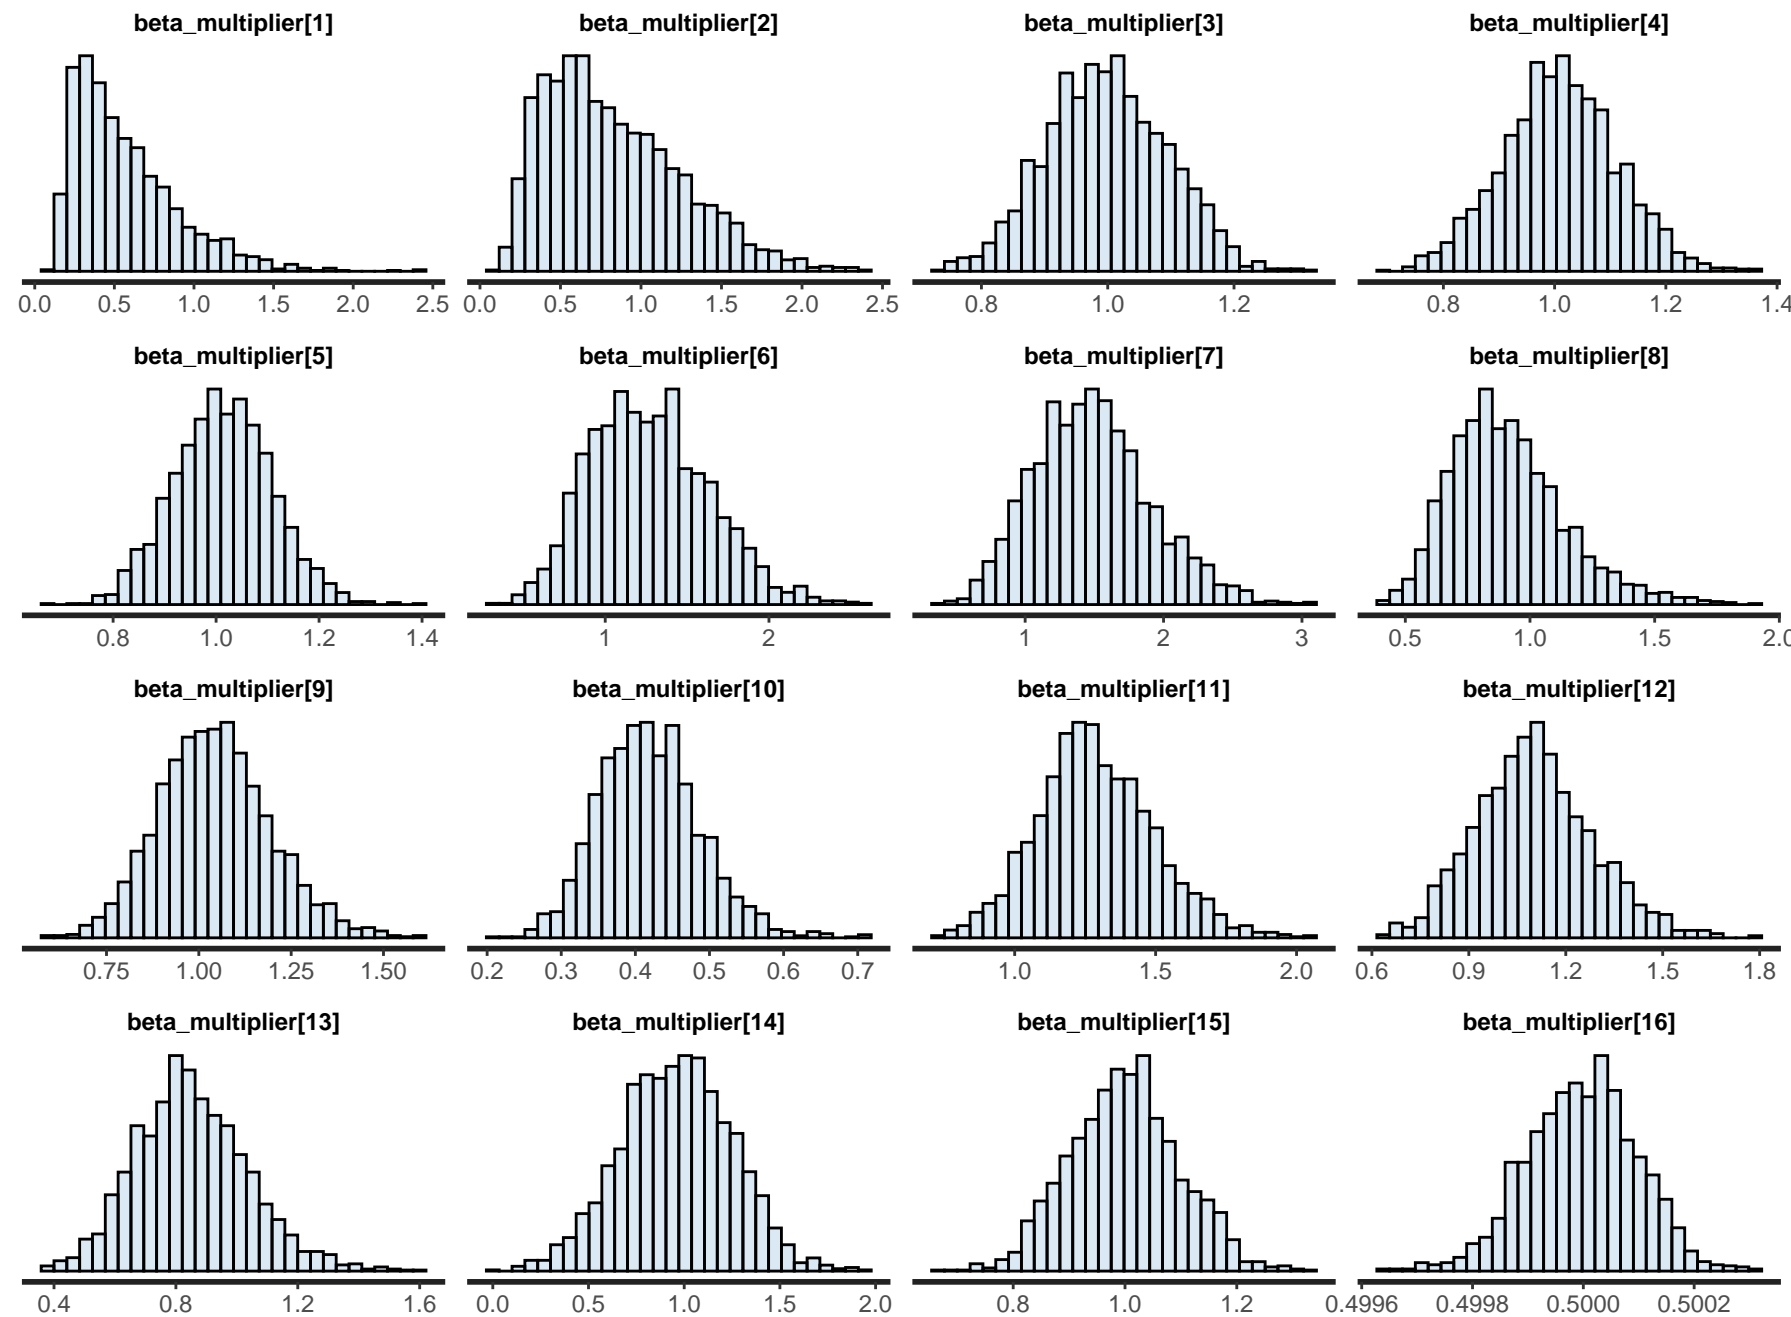 beta_multiplier[1] beta_multiplier[2] beta_multiplier[3] beta_multiplier[4]
0.0 0.5 1.0 1.5 2.0 2.5 0.0 0.5 1.0 1.5 2.0 2.5 0.8 1.0 1.2 0.8 1.0 1.2 1.4
beta_multiplier[5] beta_multiplier[6] beta_multiplier[7] beta_multiplier[8]
0.8 1.0 1.2 1.4 1 2 1 2 3 0.5 1.0 1.5 2.0
beta_multiplier[9] beta_multiplier[10] beta_multiplier[11] beta_multiplier[12]
0.75 1.00 1.25 1.50 0.2 0.3 0.4 0.5 0.6 0.7 1.0 1.5 2.0 0.6 0.9 1.2 1.5 1.8
beta_multiplier[13] beta_multiplier[14] beta_multiplier[15] beta_multiplier[16]
0.4 0.8 1.2 1.6 0.0 0.5 1.0 1.5 2.0 0.8 1.0 1.2 0.4996 0.4998 0.5000 0.5002